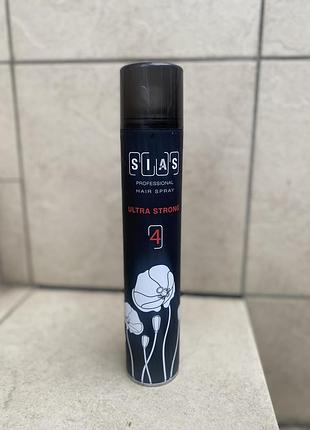 SIAS
PROFESSIONAL
HAIR SPRAY
ULTRA STRONG
4